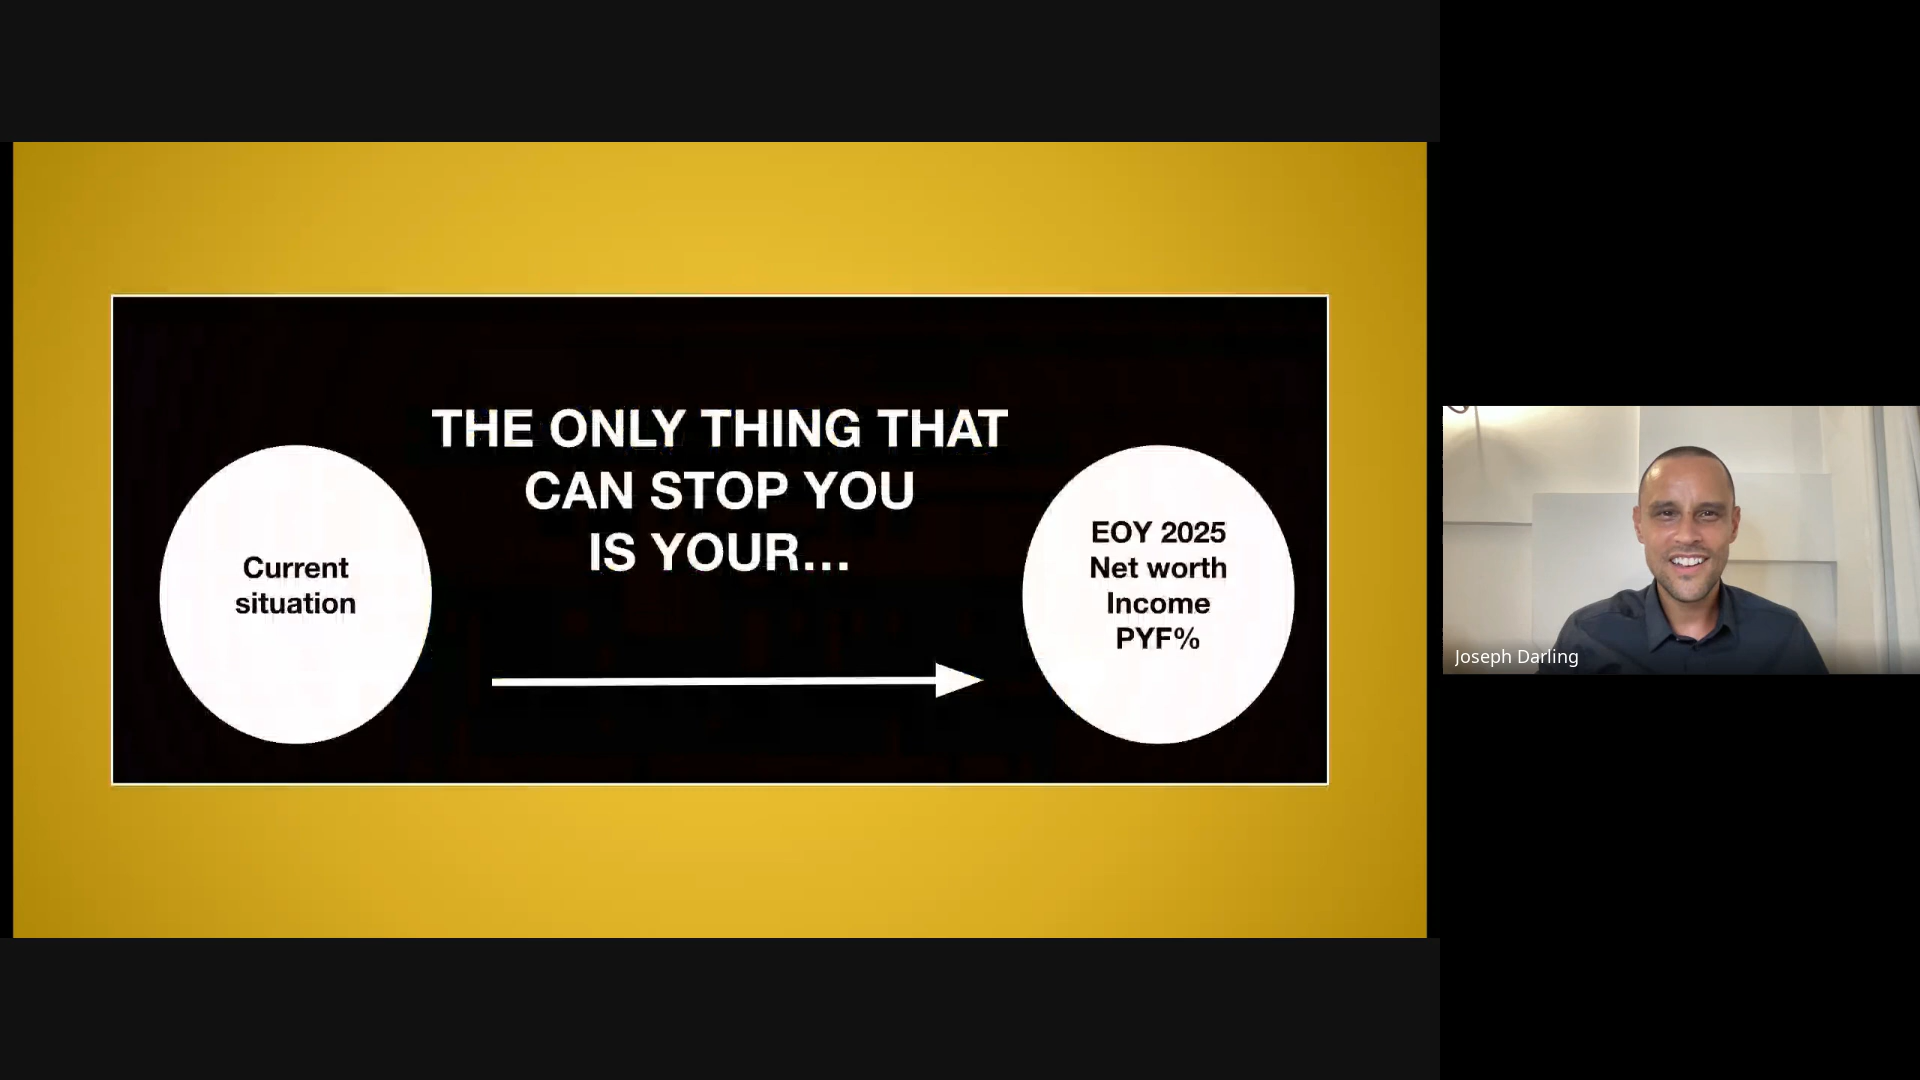 THE ONLY THING THAT
CAN STOP YOU
IS YOUR...
Current
situation
EOY 2025
Net worth
Income
PYF%
Joseph Darling